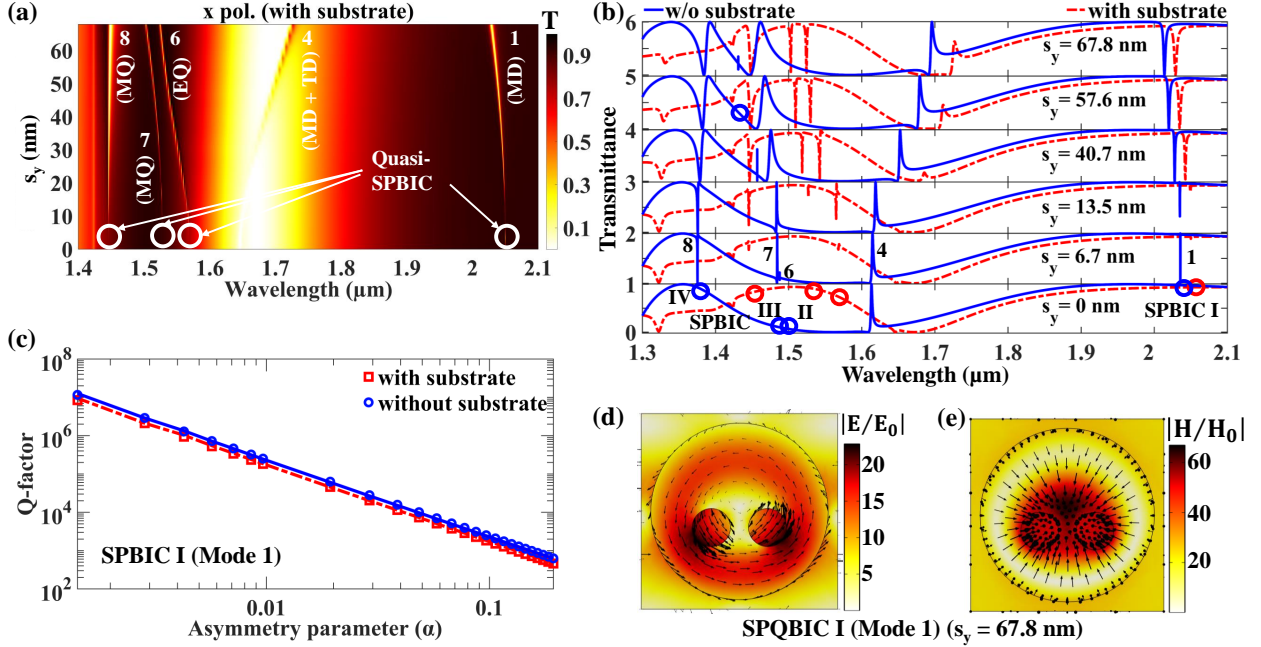 (a)
x pol. (with substrate)
T
8
6
4
1
(MQ)
(EQ)
(MD + TD)
(MD)
7
(MQ)
Quasi-
SPBIC
s_y (nm)
60
50
40
30
20
10
0
0.9
0.7
0.5
0.3
0.1
1.4 1.5 1.6 1.7 1.8 1.9 2 2.1
Wavelength (μm)
(b)
w/o substrate
with substrate
Transmittance
6
5
4
3
2
1
0
s_y = 67.8 nm
s_y = 57.6 nm
s_y = 40.7 nm
s_y = 13.5 nm
8 7 6 4 1
s_y = 6.7 nm
IV
SPBIC III II
s_y = 0 nm
SPBIC I
1.3 1.4 1.5 1.6 1.7 1.8 1.9 2 2.1
Wavelength (μm)
(c)
with substrate
without substrate
Q-factor
10^8
10^6
10^4
10^2
SPBIC I (Mode 1)
0.01 0.1
Asymmetry parameter (α)
(d)
|E/E_0|
20
15
10
5
(e)
|H/H_0|
60
40
20
SPQBIC I (Mode 1) (s_y = 67.8 nm)